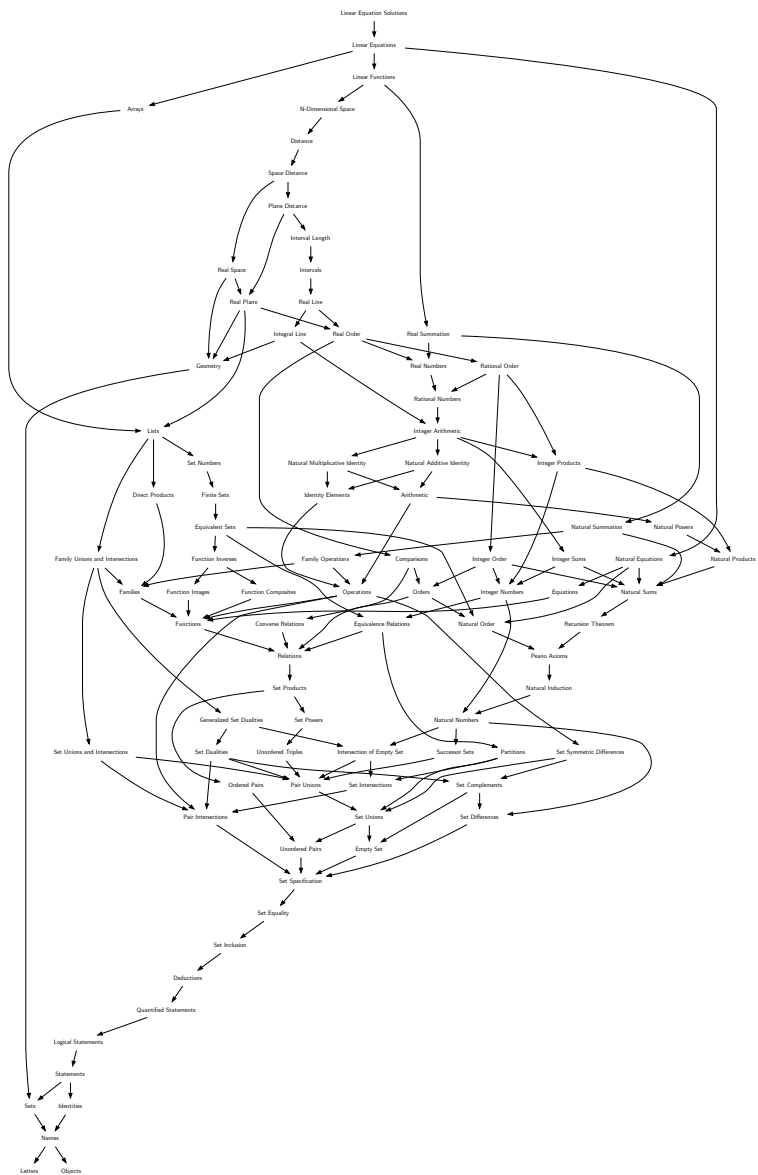 Linear Equation Solutions
Linear Equations
Linear Functions
Arrays
N-Dimensional Space
Distance
Space Distance
Plane Distance
Interval Length
Real Space
Intervals
Real Plane
Real Line
Integral Line
Real Order
Real Summation
Geometry
Real Numbers
Rational Order
Rational Numbers
Lists
Integer Arithmetic
Set Numbers
Natural Multiplicative Identity
Natural Additive Identity
Integer Products
Direct Products
Finite Sets
Identity Elements
Arithmetic
Equivalent Sets
Natural Summation
Natural Powers
Family Unions and Intersections
Function Inverses
Family Operations
Comparisons
Integer Order
Integer Sums
Natural Equations
Natural Products
Families
Function Images
Function Composites
Operations
Orders
Integer Numbers
Equations
Natural Sums
Functions
Converse Relations
Equivalence Relations
Natural Order
Recursion Theorem
Relations
Peano Axioms
Set Products
Natural Induction
Generalized Set Dualities
Set Powers
Natural Numbers
Set Unions and Intersections
Set Dualities
Unordered Triples
Intersection of Empty Set
Successor Sets
Partitions
Set Symmetric Differences
Ordered Pairs
Pair Unions
Set Intersections
Set Complements
Pair Intersections
Set Unions
Set Differences
Unordered Pairs
Empty Set
Set Specification
Set Equality
Set Inclusion
Deductions
Quantified Statements
Logical Statements
Statements
Sets
Identities
Names
Letters
Objects